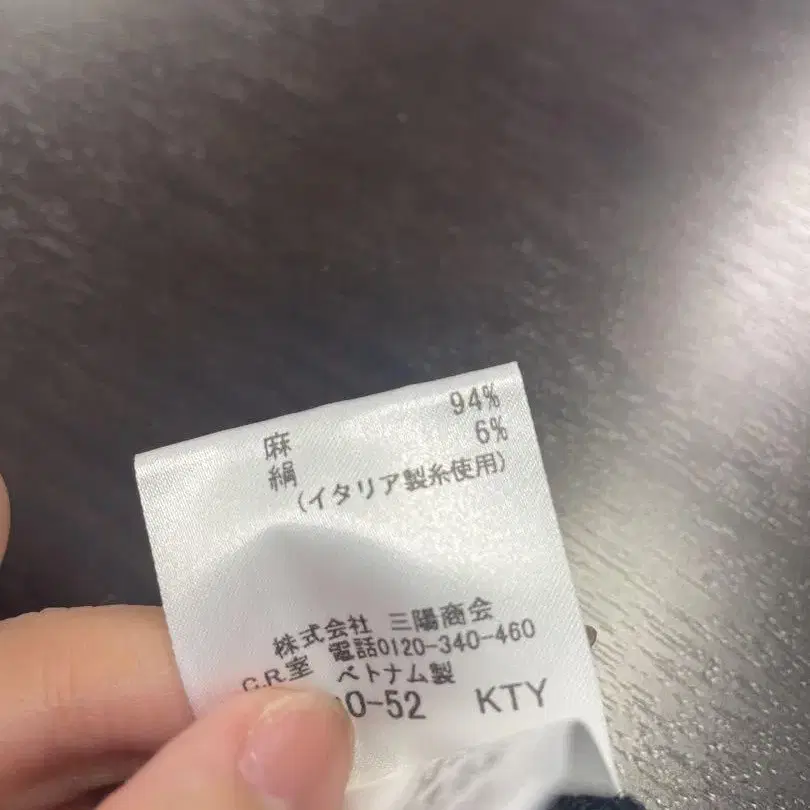 麻 94%
絹 6%
(イタリア製糸使用)
株式会社 三陽商会
C.R室 電話0120-340-460
ベトナム製
0-52 KTY